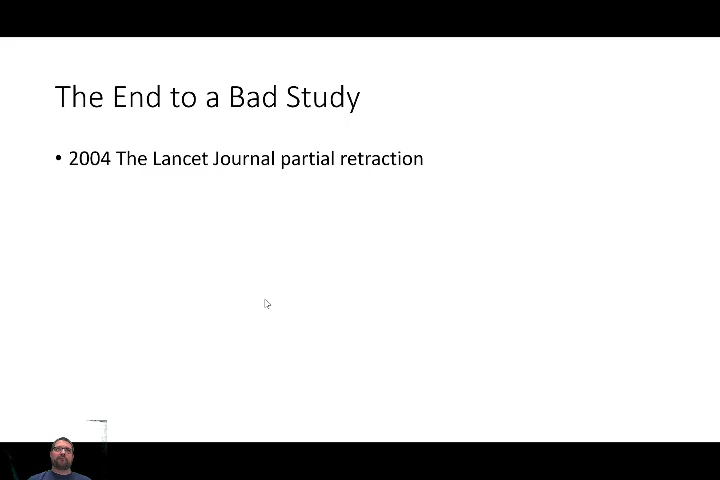 The End to a Bad Study
• 2004 The Lancet Journal partial retraction